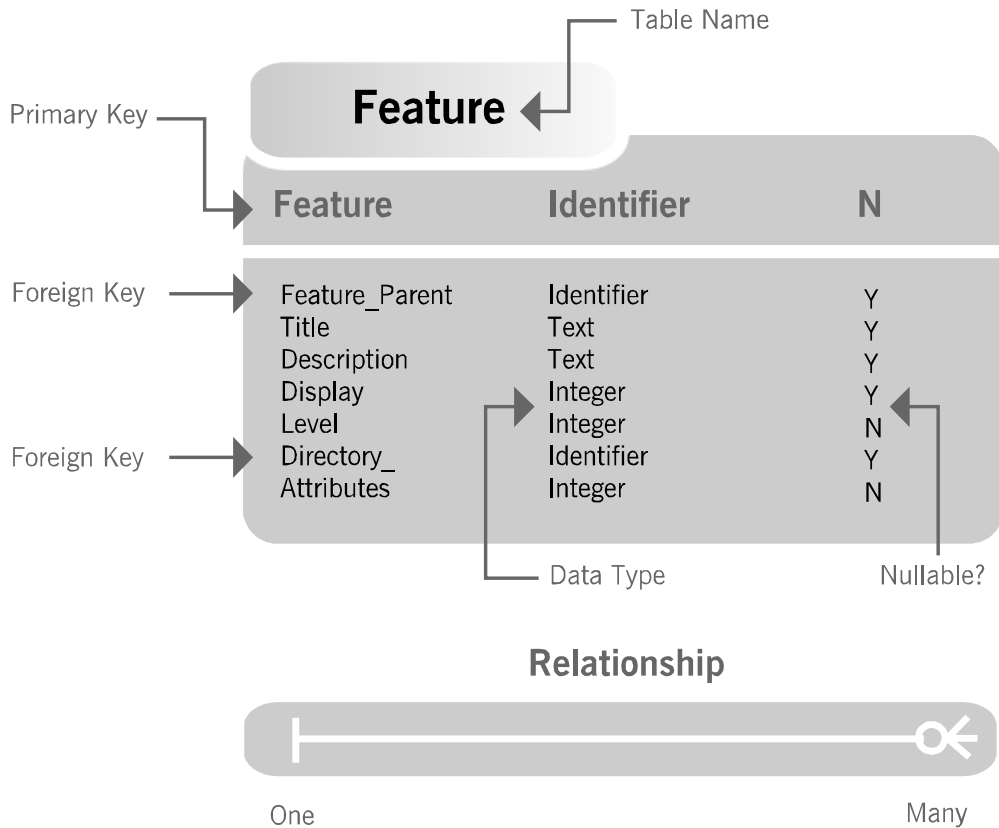 Table Name
Feature
Primary Key
Feature Identifier N
Foreign Key
Feature_Parent Identifier Y
Title Text Y
Description Text Y
Display Integer Y
Level Integer N
Foreign Key
Directory_ Identifier Y
Attributes Integer N
Data Type
Nullable?
Relationship
One
Many